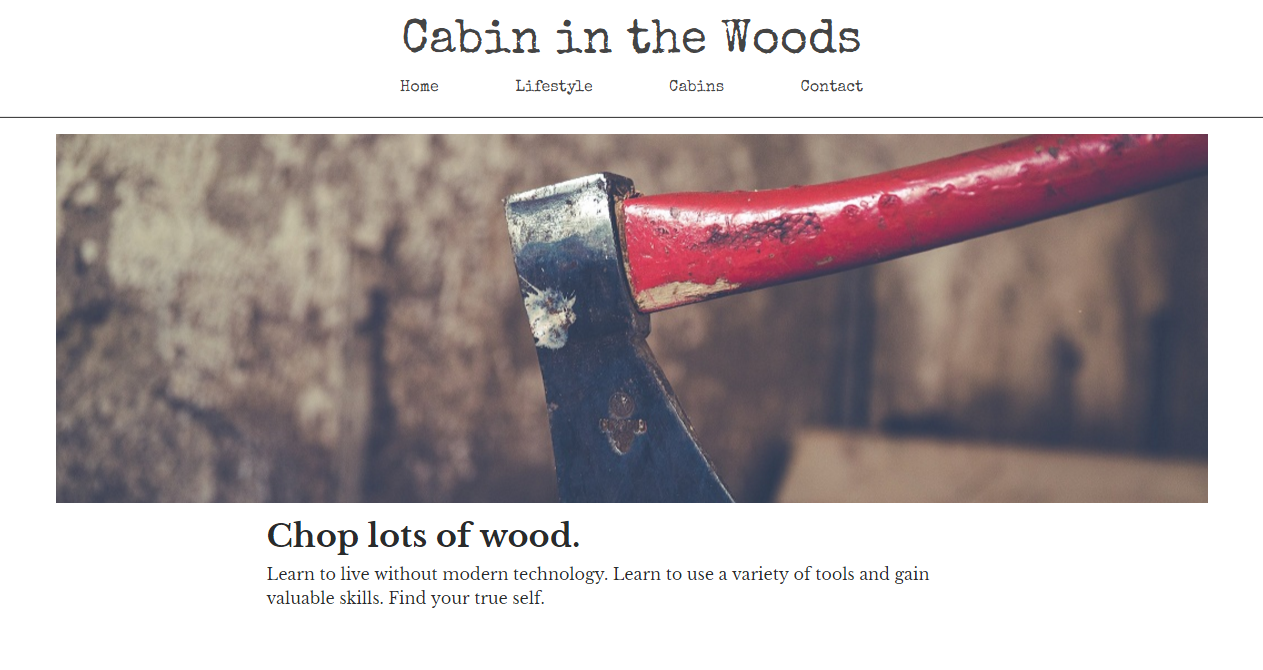 Cabin in the Woods
Home Lifestyle Cabins Contact
Chop lots of wood.
Learn to live without modern technology. Learn to use a variety of tools and gain
valuable skills. Find your true self.